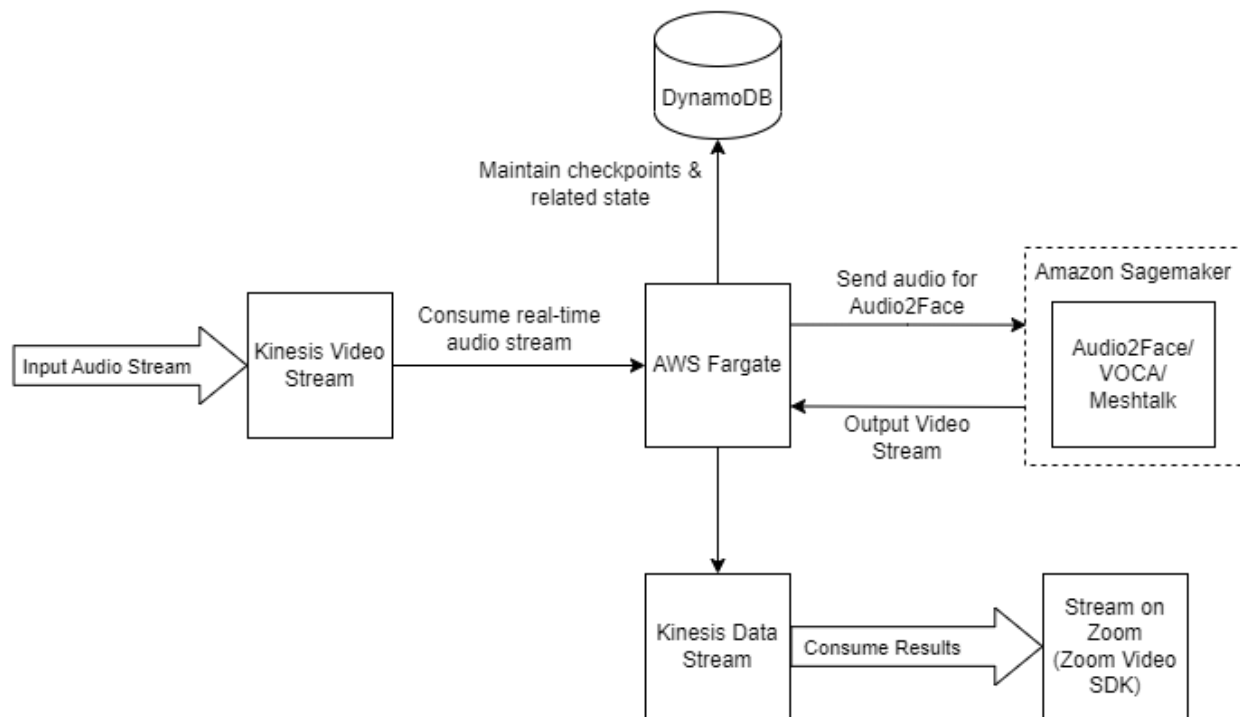 DynamoDB
Maintain checkpoints &
related state
Input Audio Stream
Kinesis Video
Stream
Consume real-time
audio stream
AWS Fargate
Send audio for
Audio2Face
Output Video
Stream
Amazon Sagemaker
Audio2Face/
VOCA/
Meshtalk
Kinesis Data
Stream
Consume Results
Stream on
Zoom
(Zoom Video
SDK)